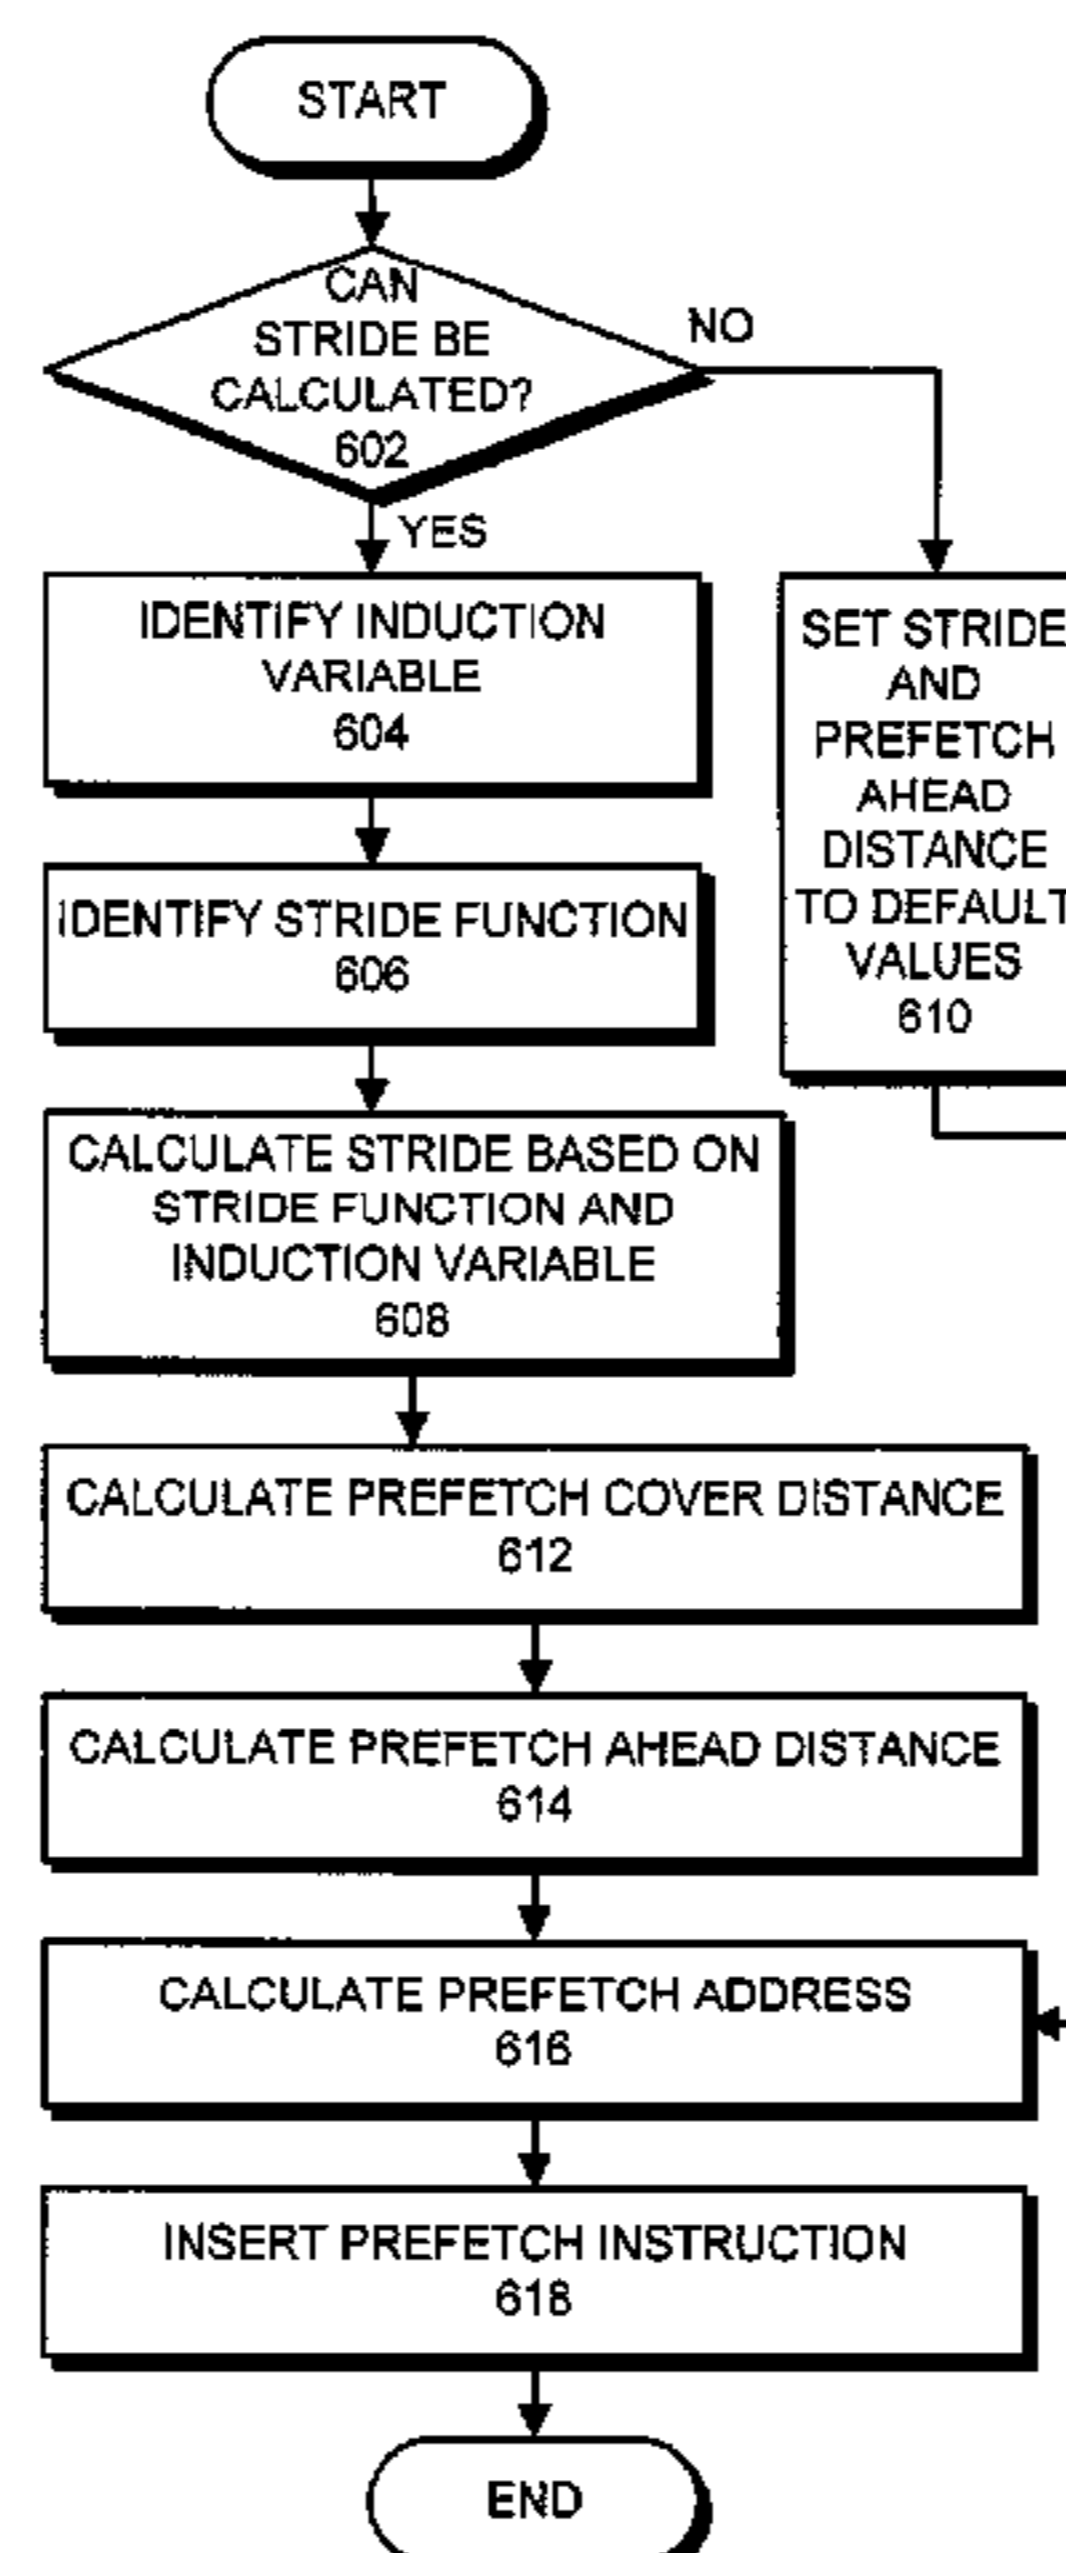 START
CAN
STRIDE BE
CALCULATED?
602
NO
YES
IDENTIFY INDUCTION
VARIABLE
604
SET STRIDE
AND
PREFETCH
AHEAD
DISTANCE
TO DEFAULT
VALUES
610
IDENTIFY STRIDE FUNCTION
606
CALCULATE STRIDE BASED ON
STRIDE FUNCTION AND
INDUCTION VARIABLE
608
CALCULATE PREFETCH COVER DISTANCE
612
CALCULATE PREFETCH AHEAD DISTANCE
614
CALCULATE PREFETCH ADDRESS
616
INSERT PREFETCH INSTRUCTION
618
END